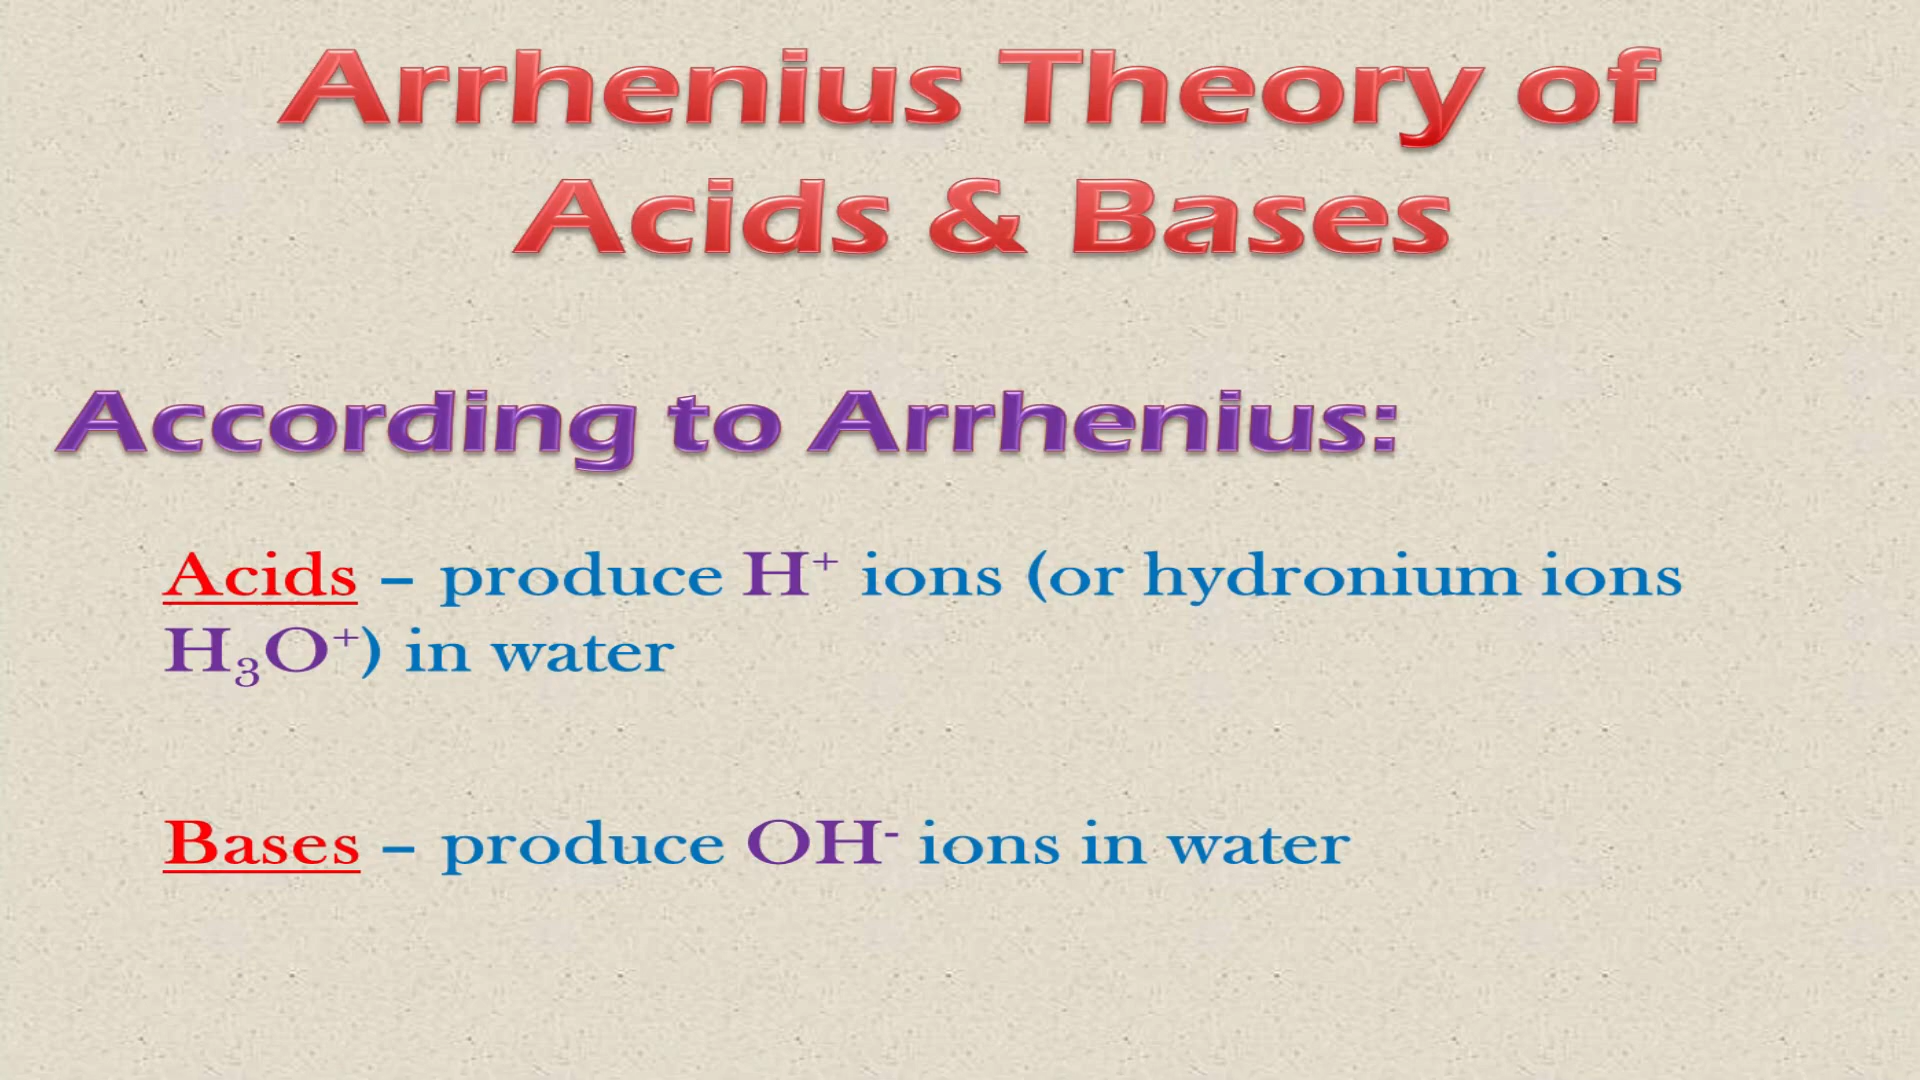 Arrhenius Theory of
Acids & Bases
According to Arrhenius:
Acids – produce H⁺ ions (or hydronium ions
H₃O⁺) in water
Bases – produce OH⁻ ions in water